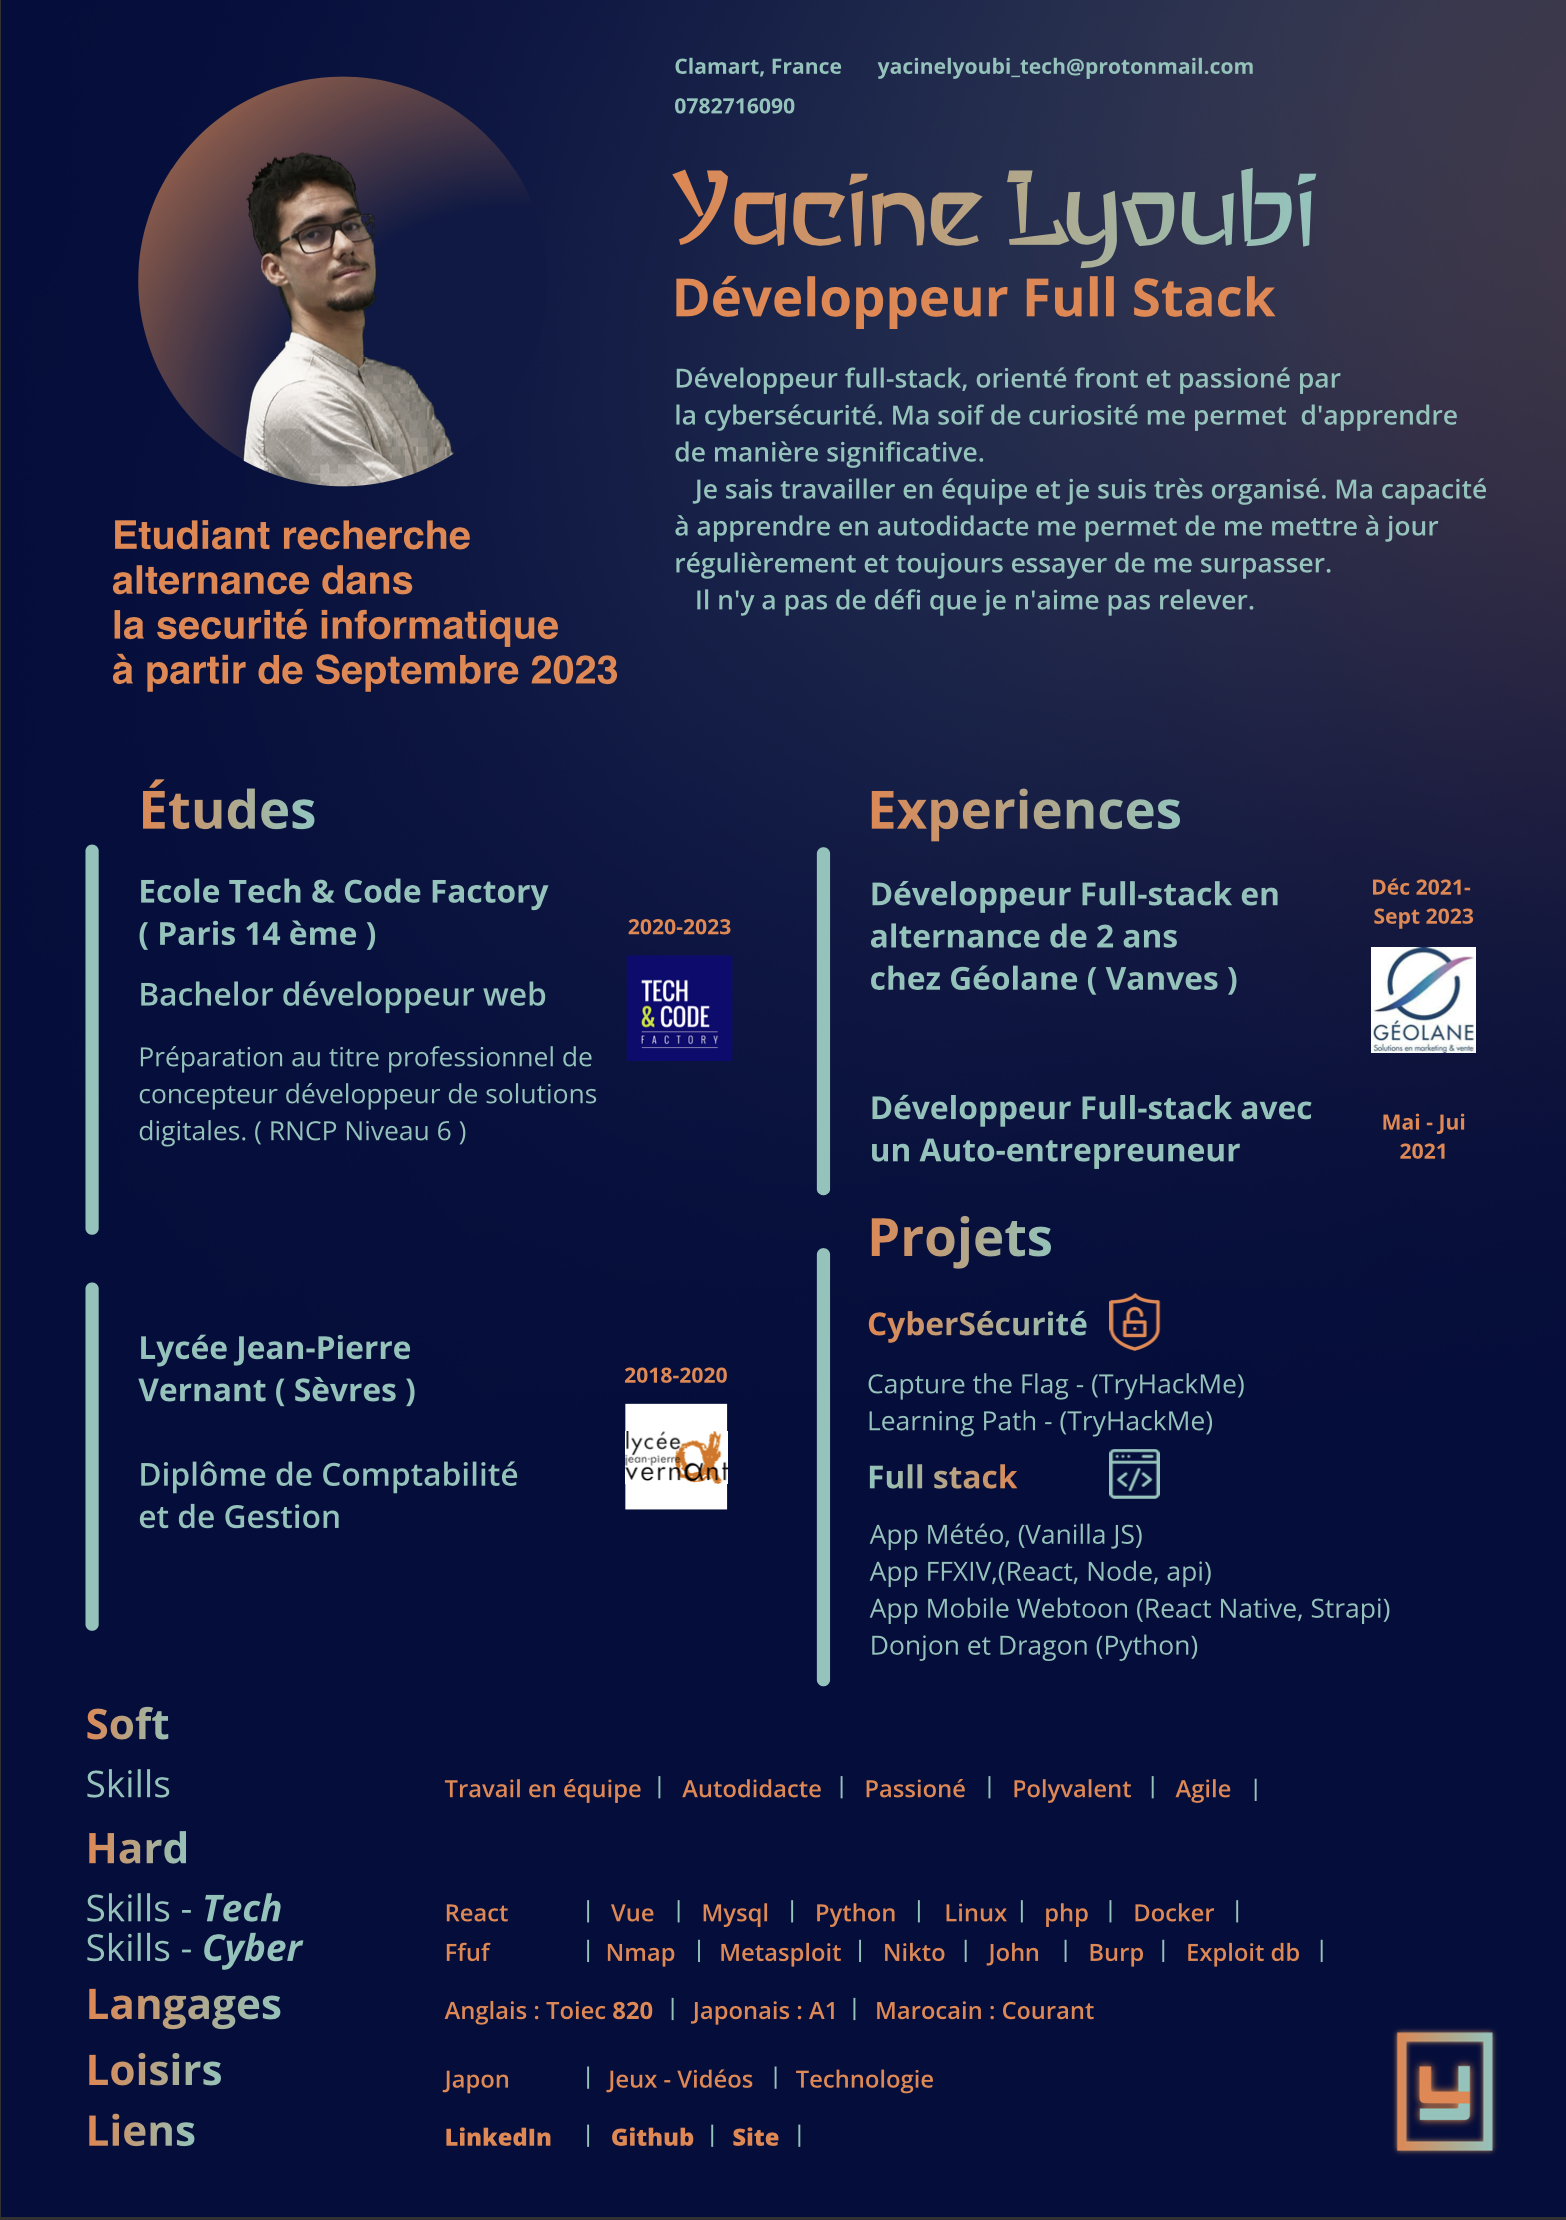 Clamart, France yacinelyoubi_tech@protonmail.com
0782716090
Yacine Lyoubi
Développeur Full Stack
Développeur full-stack, orienté front et passioné par
la cybersécurité. Ma soif de curiosité me permet d'apprendre
de manière significative.
Je sais travailler en équipe et je suis très organisé. Ma capacité
à apprendre en autodidacte me permet de me mettre à jour
régulièrement et toujours essayer de me surpasser.
Il n'y a pas de défi que je n'aime pas relever.
Etudiant recherche
alternance dans
la securité informatique
à partir de Septembre 2023
Études
Ecole Tech & Code Factory
( Paris 14 ème )
2020-2023
Bachelor développeur web
TECH
& CODE
FACTORY
Préparation au titre professionnel de
concepteur développeur de solutions
digitales. ( RNCP Niveau 6 )
Lycée Jean-Pierre
Vernant ( Sèvres )
2018-2020
lycée
jean-pierre
vernant
Diplôme de Comptabilité
et de Gestion
Experiences
Développeur Full-stack en
alternance de 2 ans
chez Géolane ( Vanves )
Déc 2021-
Sept 2023
GÉOLANE
Solutions en marketing & vente
Développeur Full-stack avec
un Auto-entrepreuneur
Mai - Jui
2021
Projets
CyberSécurité
Capture the Flag - (TryHackMe)
Learning Path - (TryHackMe)
Full stack
</>
App Météo, (Vanilla JS)
App FFXIV,(React, Node, api)
App Mobile Webtoon (React Native, Strapi)
Donjon et Dragon (Python)
Soft
Skills Travail en équipe | Autodidacte | Passioné | Polyvalent | Agile |
Hard
Skills - Tech React | Vue | Mysql | Python | Linux | php | Docker |
Skills - Cyber Ffuf | Nmap | Metasploit | Nikto | John | Burp | Exploit db |
Langages Anglais : Toiec 820 | Japonais : A1 | Marocain : Courant
Loisirs Japon | Jeux - Vidéos | Technologie
Liens LinkedIn | Github | Site |
y